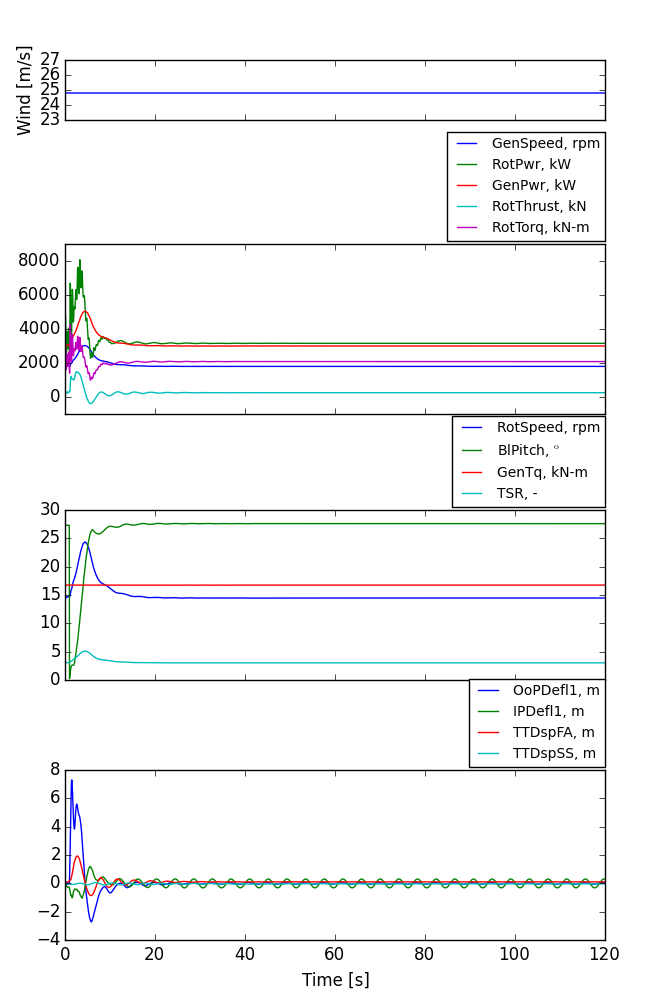 Wind [m/s]
27
26
25
24
23
GenSpeed, rpm
RotPwr, kW
GenPwr, kW
RotThrust, kN
RotTorq, kN-m
8000
6000
4000
2000
0
RotSpeed, rpm
BlPitch, °
GenTq, kN-m
TSR, -
30
25
20
15
10
5
0
OoPDefl1, m
IPDefl1, m
TTDspFA, m
TTDspSS, m
8
6
4
2
0
−2
−4
0 20 40 60 80 100 120
Time [s]